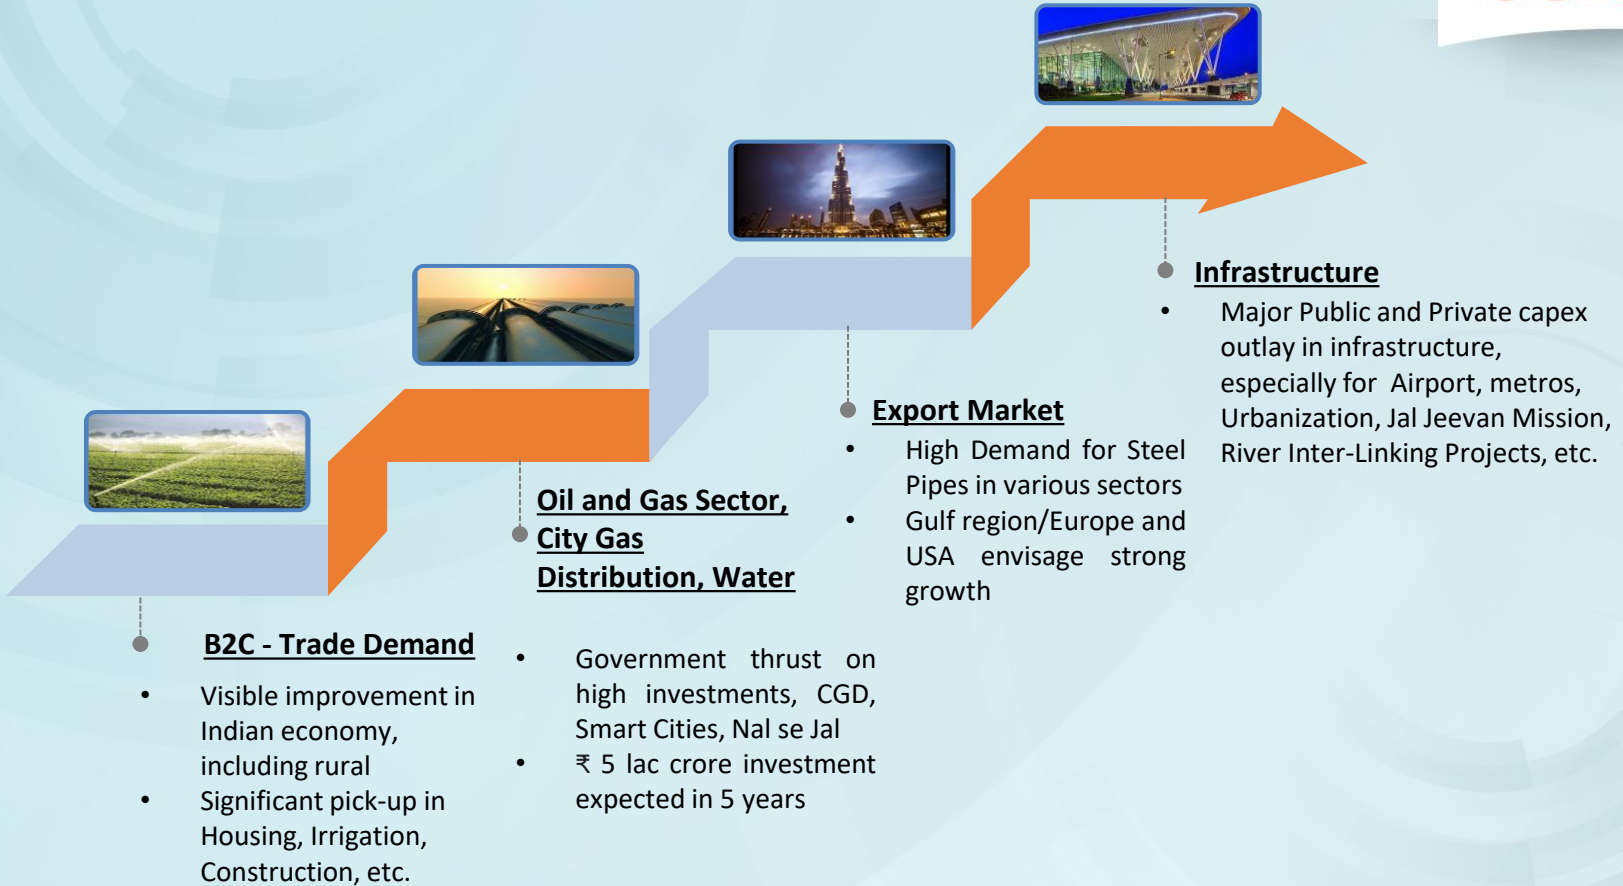 B2C - Trade Demand
• Visible improvement in
Indian economy,
including rural
• Significant pick-up in
Housing, Irrigation,
Construction, etc.
Oil and Gas Sector,
City Gas
Distribution, Water
• Government thrust on
high investments, CGD,
Smart Cities, Nal se Jal
• ₹ 5 lac crore investment
expected in 5 years
Export Market
• High Demand for Steel
Pipes in various sectors
• Gulf region/Europe and
USA envisage strong
growth
Infrastructure
• Major Public and Private capex
outlay in infrastructure,
especially for Airport, metros,
Urbanization, Jal Jeevan Mission,
River Inter-Linking Projects, etc.